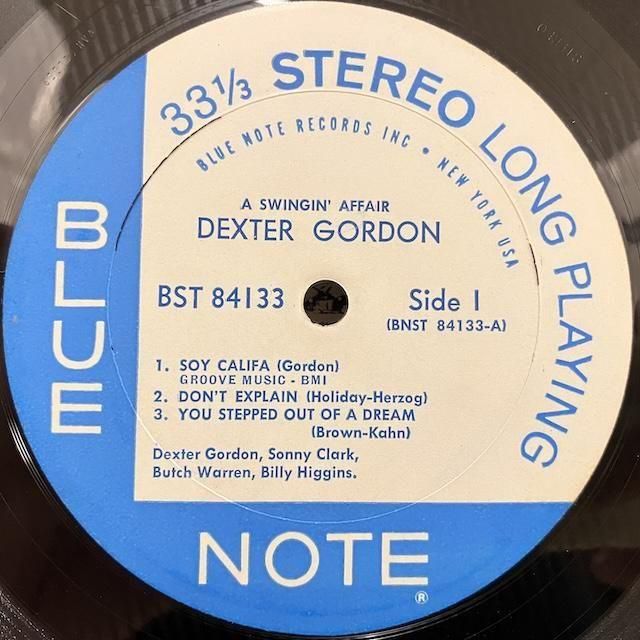 33⅓ STEREO LONG PLAYING
BLUE NOTE RECORDS INC • NEW YORK USA
A SWINGIN' AFFAIR
DEXTER GORDON
BST 84133
Side 1
(BNST 84133-A)
1. SOY CALIFA (Gordon)
GROOVE MUSIC - BMI
2. DON'T EXPLAIN (Holiday-Herzog)
3. YOU STEPPED OUT OF A DREAM
(Brown-Kahn)
Dexter Gordon, Sonny Clark,
Butch Warren, Billy Higgins.
BLUE
NOTE
®